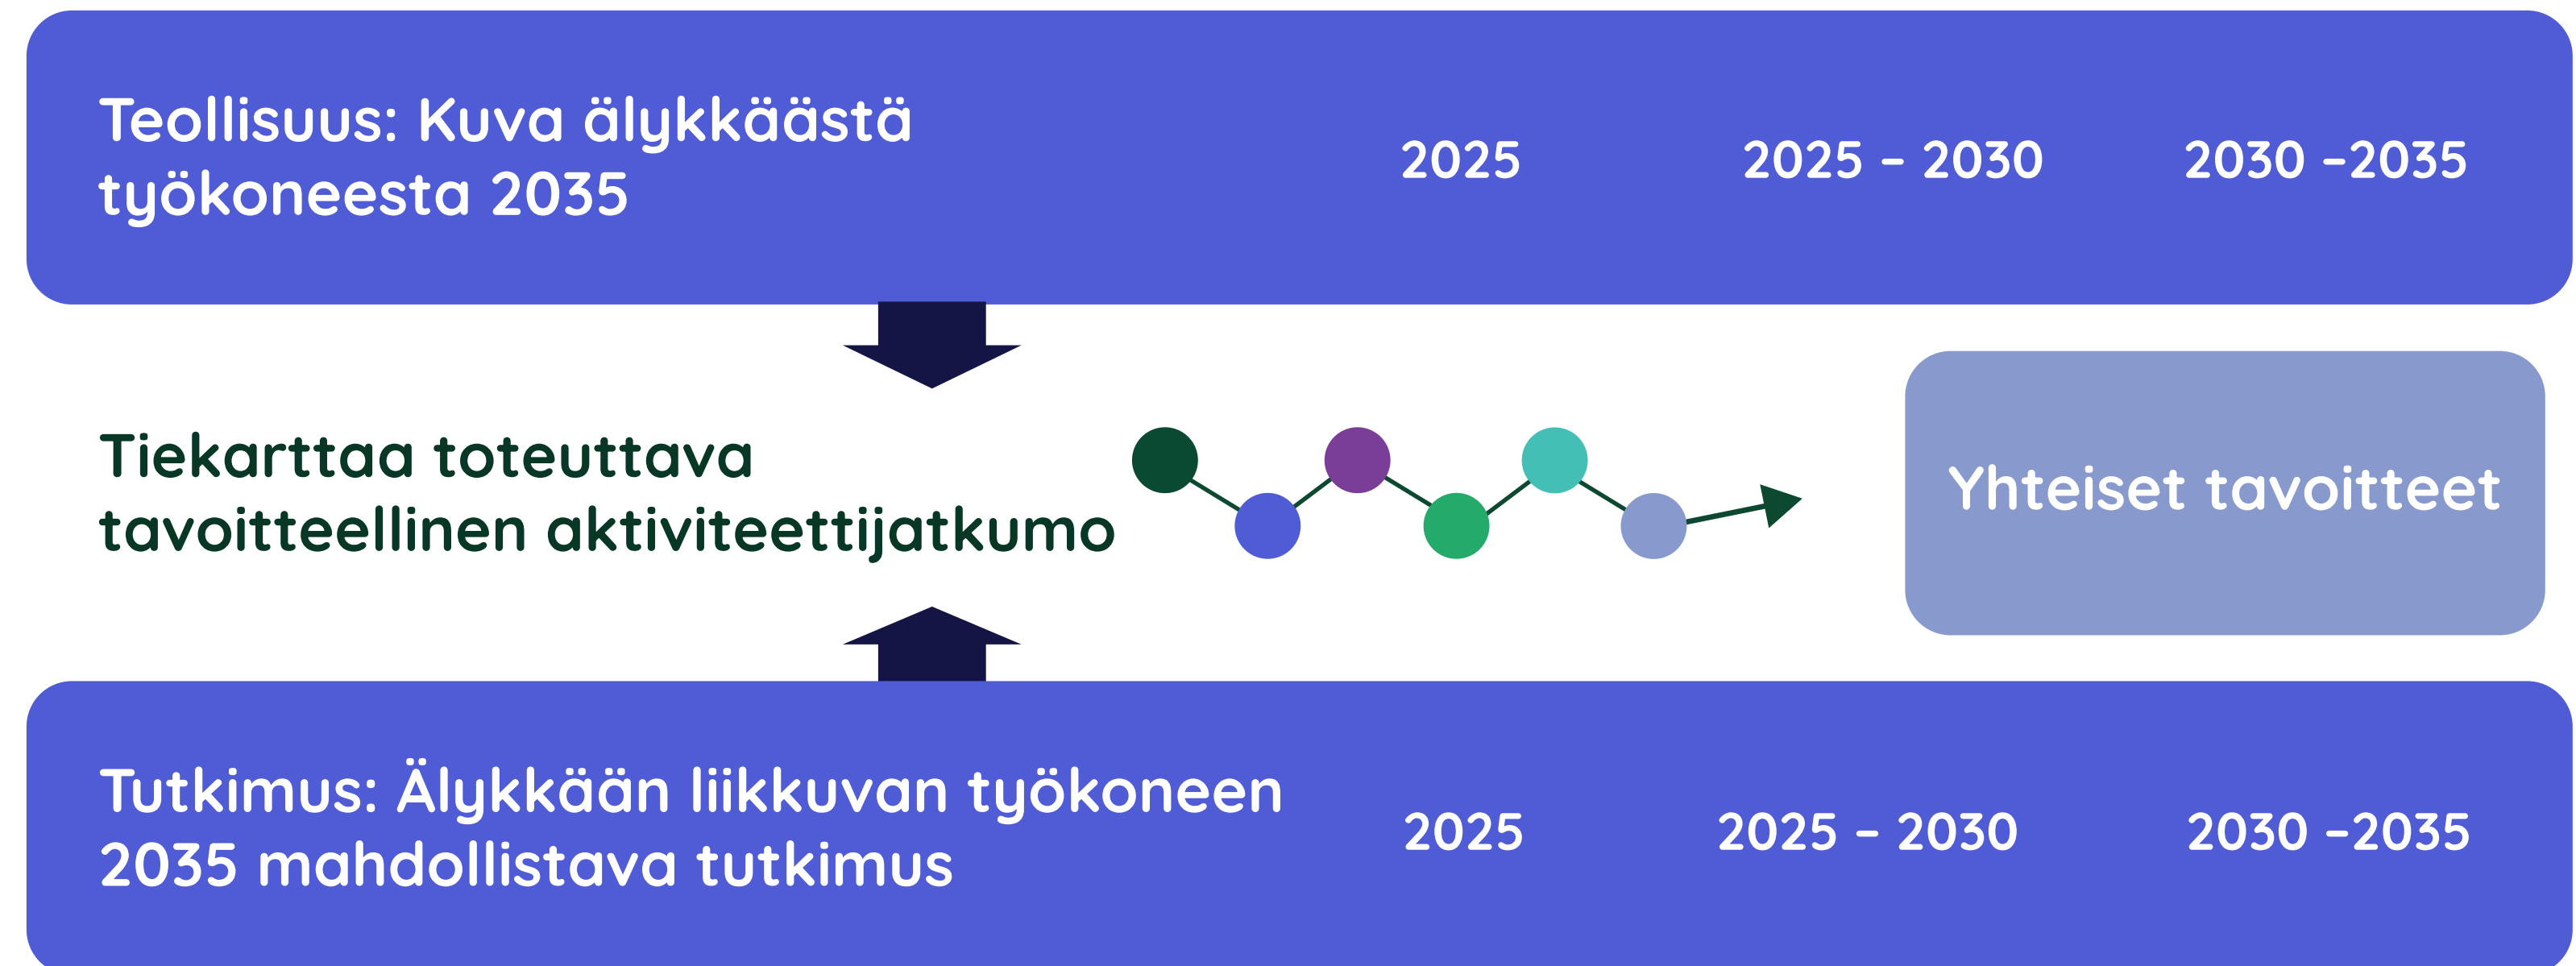 Teollisuus: Kuva älykkäästä
työkoneesta 2035
2025
2025 – 2030
2030 –2035
Tiekarttaa toteuttava
tavoitteellinen aktiviteettijatkumo
Yhteiset tavoitteet
Tutkimus: Älykkään liikkuvan työkoneen
2035 mahdollistava tutkimus
2025
2025 – 2030
2030 –2035